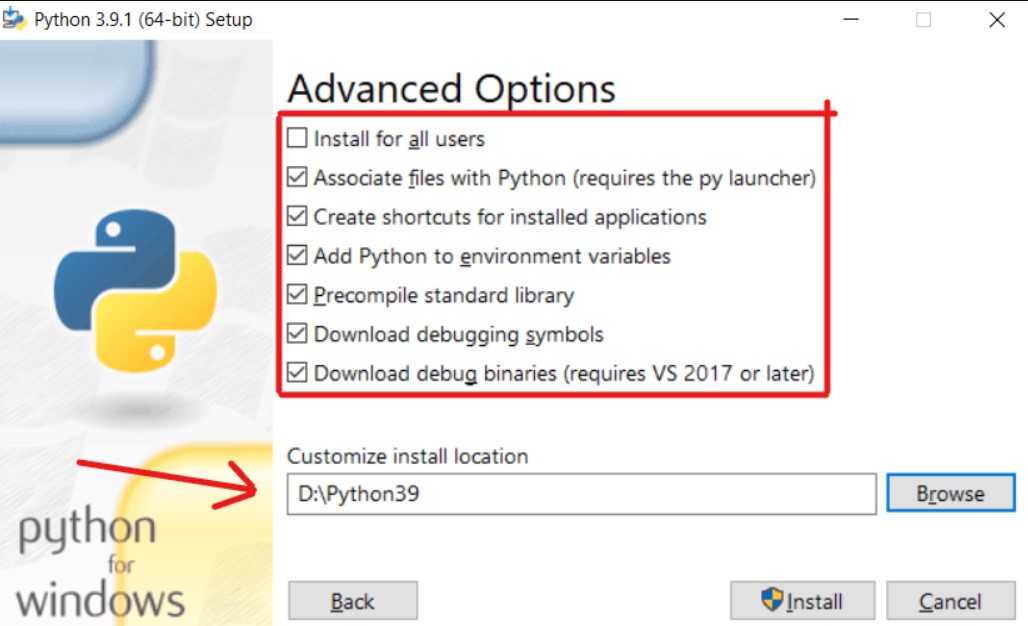 Python 3.9.1 (64-bit) Setup
Advanced Options
Install for all users
Associate files with Python (requires the py launcher)
Create shortcuts for installed applications
Add Python to environment variables
Precompile standard library
Download debugging symbols
Download debug binaries (requires VS 2017 or later)
Customize install location
D:\Python39
Browse
python
for
windows
Back
Install
Cancel